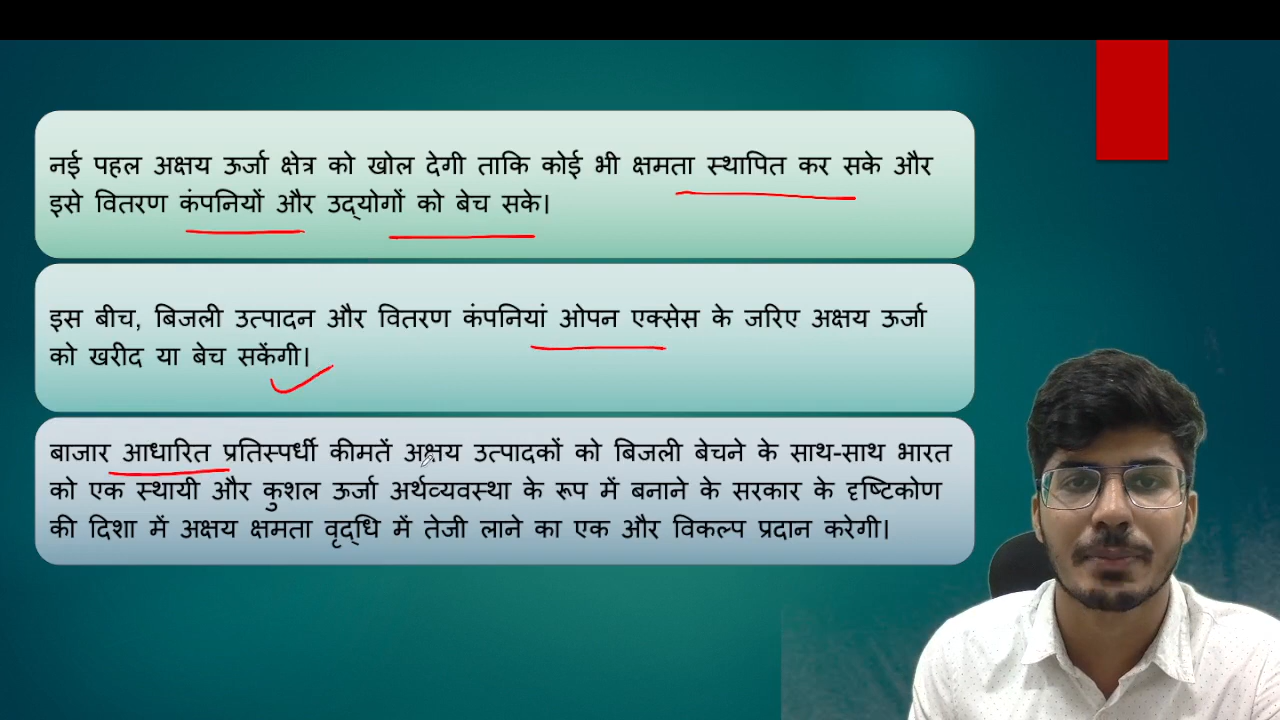 नई पहल अक्षय ऊर्जा क्षेत्र को खोल देगी ताकि कोई भी क्षमता स्थापित कर सके और
इसे वितरण कंपनियों और उद्योगों को बेच सके।
इस बीच, बिजली उत्पादन और वितरण कंपनियां ओपन एक्सेस के जरिए अक्षय ऊर्जा
को खरीद या बेच सकेंगी।
बाजार आधारित प्रतिस्पर्धी कीमतें अक्षय उत्पादकों को बिजली बेचने के साथ-साथ भारत
को एक स्थायी और कुशल ऊर्जा अर्थव्यवस्था के रूप में बनाने के सरकार के दृष्टिकोण
की दिशा में अक्षय क्षमता वृद्धि में तेजी लाने का एक और विकल्प प्रदान करेगी।